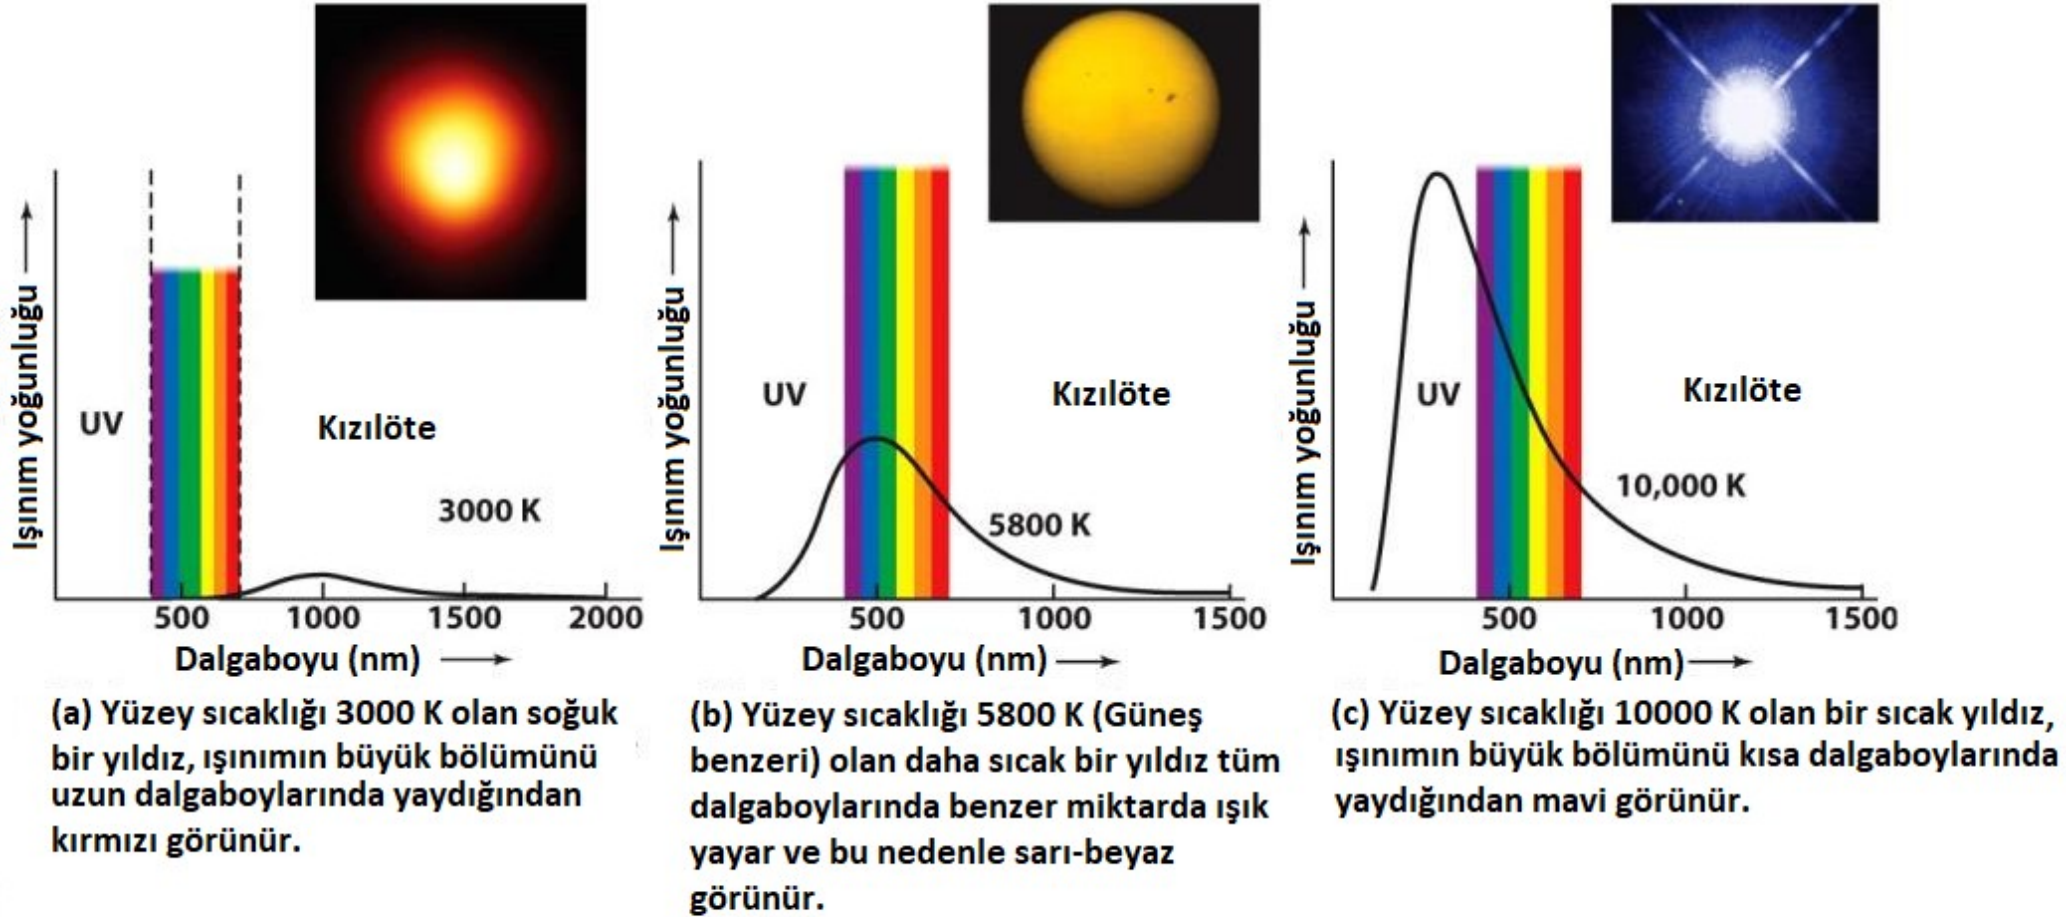 Işınım yoğunluğu
UV
Kızılöte
3000 K
500 1000 1500 2000
Dalgaboyu (nm)
(a) Yüzey sıcaklığı 3000 K olan soğuk
bir yıldız, ışınımın büyük bölümünü
uzun dalgaboylarında yaydığından
kırmızı görünür.
Işınım yoğunluğu
UV
Kızılöte
5800 K
500 1000 1500
Dalgaboyu (nm)
(b) Yüzey sıcaklığı 5800 K (Güneş
benzeri) olan daha sıcak bir yıldız tüm
dalgaboylarında benzer miktarda ışık
yayar ve bu nedenle sarı-beyaz
görünür.
Işınım yoğunluğu
UV
Kızılöte
10,000 K
500 1000 1500
Dalgaboyu (nm)
(c) Yüzey sıcaklığı 10000 K olan bir sıcak yıldız,
ışınımın büyük bölümünü kısa dalgaboylarında
yaydığından mavi görünür.